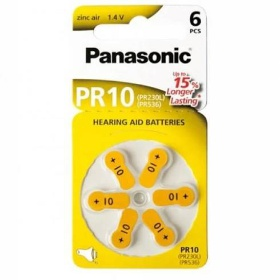 zinc air 1.4 V
6
PCS
Panasonic
PR10
(PR230L)
(PR536)
Up to +
15%
Longer
Lasting*
HEARING AID BATTERIES
+ 10
+ 10
+ 10
+ 10
+ 10
+ 10
PR10
(PR230L)
(PR536)